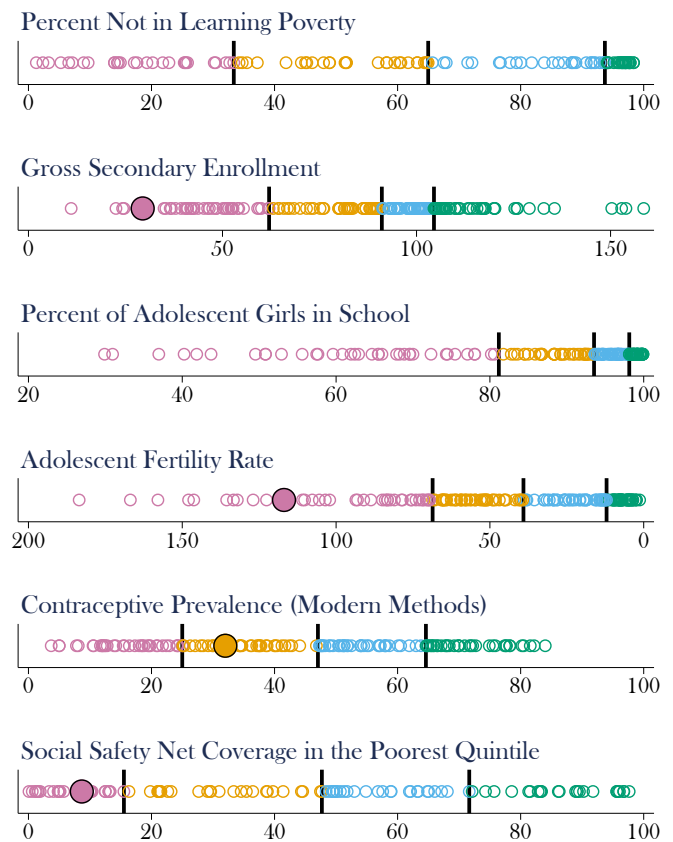 Percent Not in Learning Poverty
0 20 40 60 80 100
Gross Secondary Enrollment
0 50 100 150
Percent of Adolescent Girls in School
20 40 60 80 100
Adolescent Fertility Rate
200 150 100 50 0
Contraceptive Prevalence (Modern Methods)
0 20 40 60 80 100
Social Safety Net Coverage in the Poorest Quintile
0 20 40 60 80 100